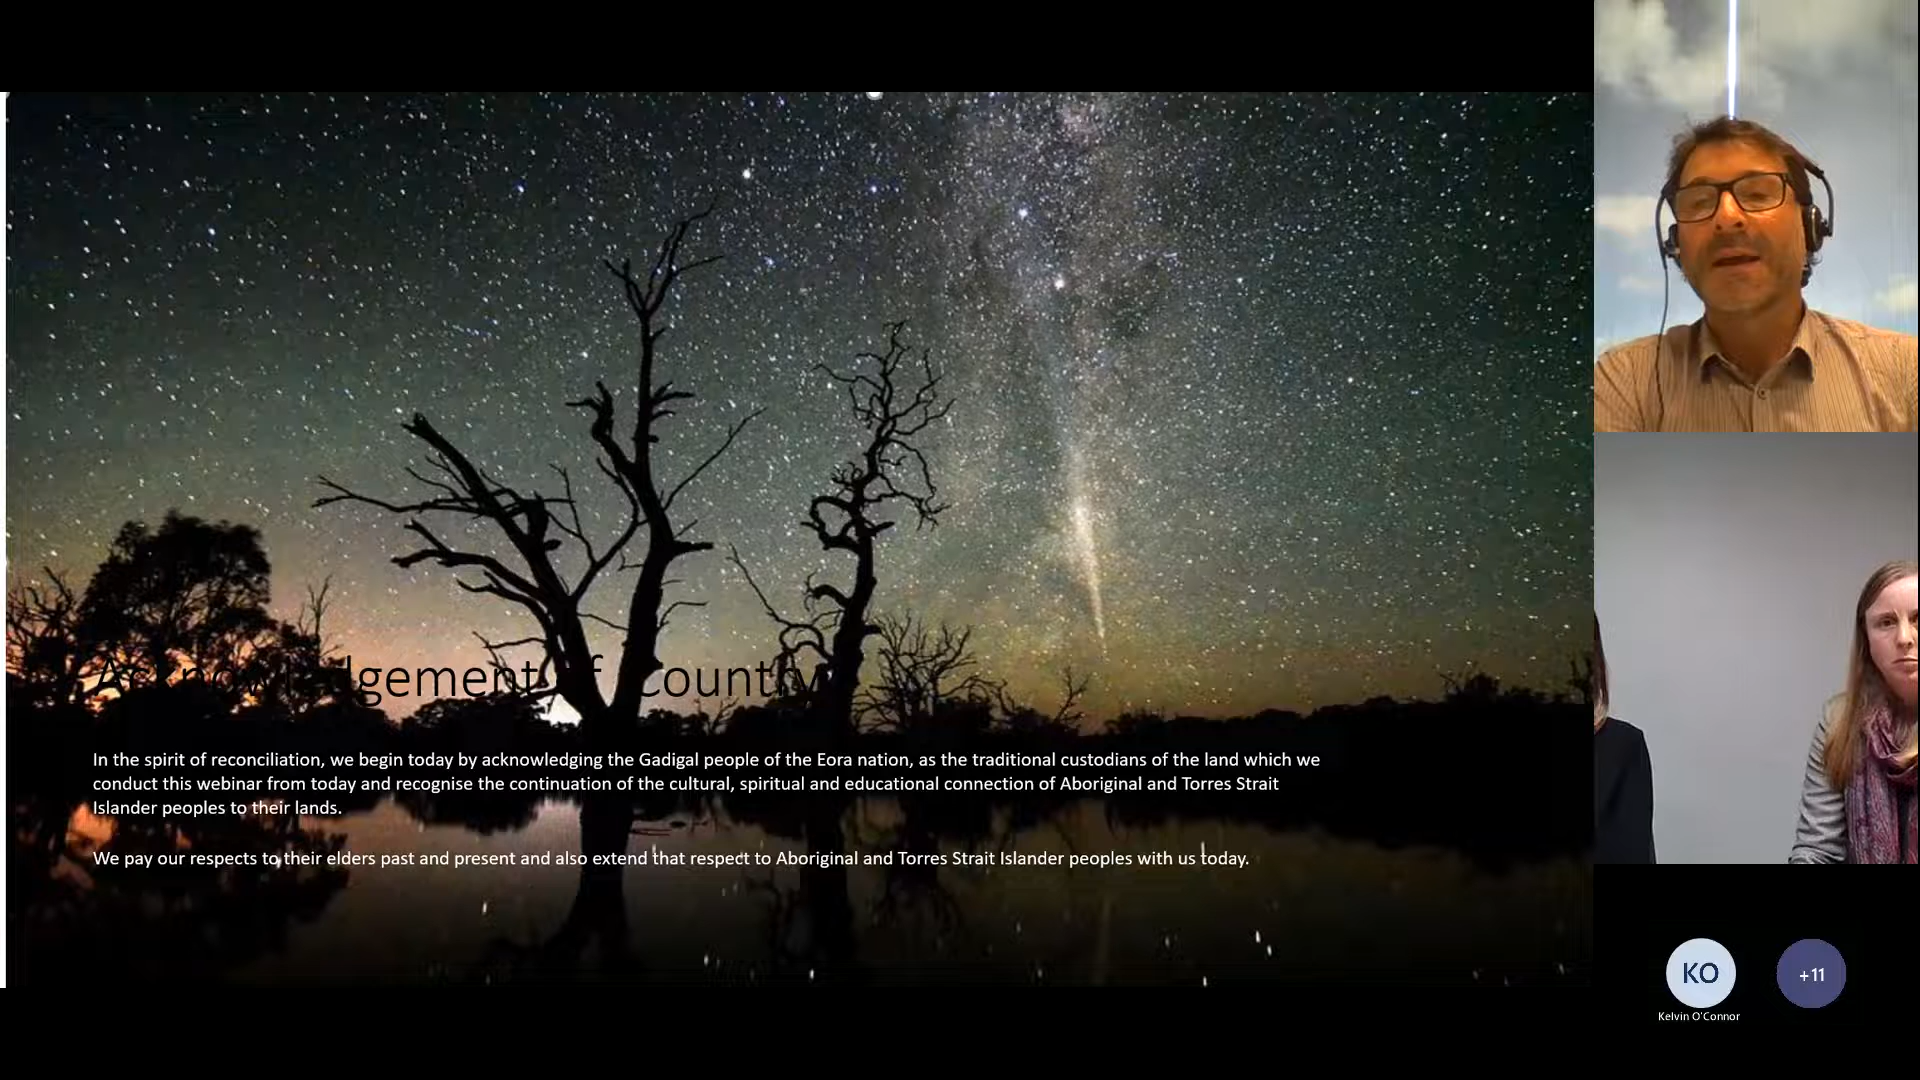 Acknowledgement of Country
In the spirit of reconciliation, we begin today by acknowledging the Gadigal people of the Eora nation, as the traditional custodians of the land which we
conduct this webinar from today and recognise the continuation of the cultural, spiritual and educational connection of Aboriginal and Torres Strait
Islander peoples to their lands.
We pay our respects to their elders past and present and also extend that respect to Aboriginal and Torres Strait Islander peoples with us today.
KO
+11
Kelvin O'Connor